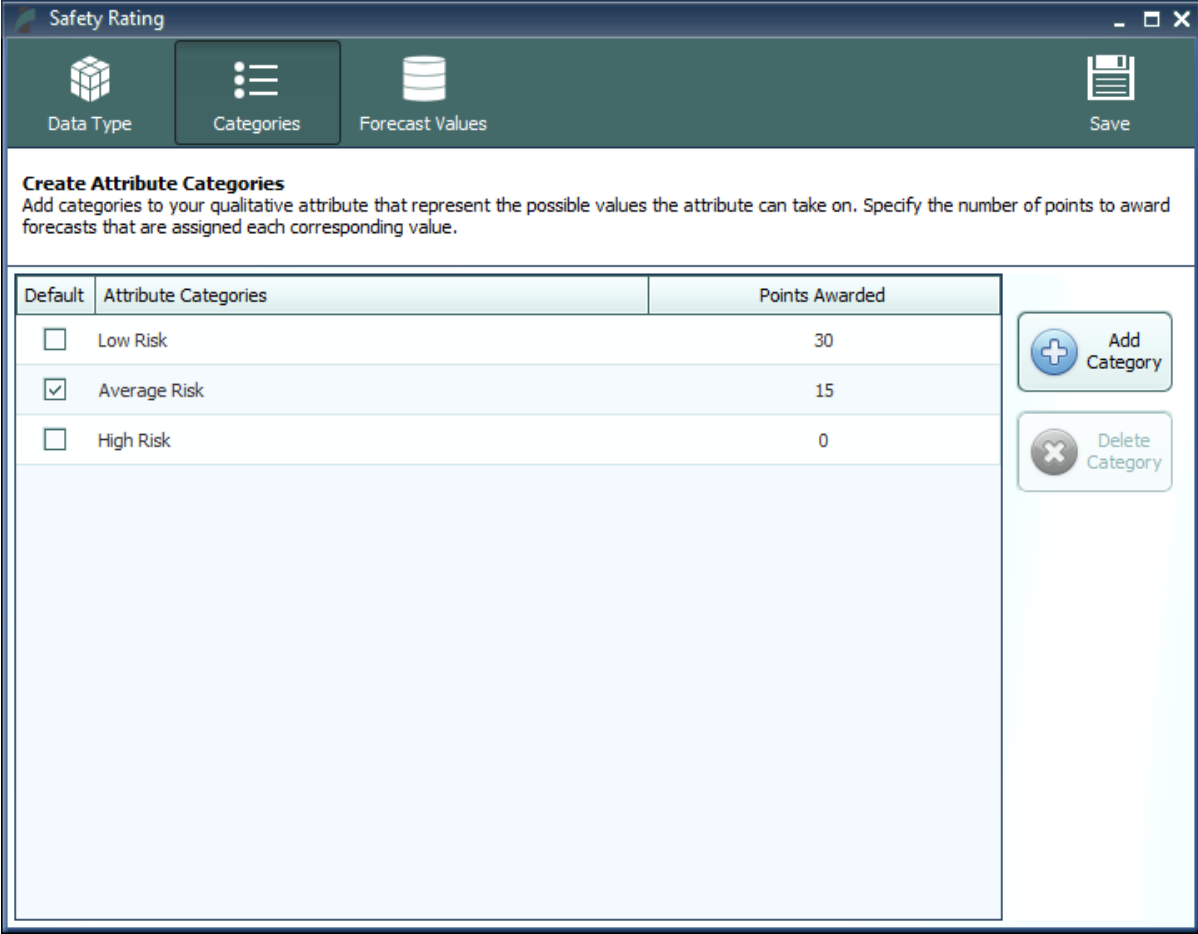 Safety Rating
Data Type Categories Forecast Values Save
Create Attribute Categories
Add categories to your qualitative attribute that represent the possible values the attribute can take on. Specify the number of points to award
forecasts that are assigned each corresponding value.
Default Attribute Categories Points Awarded
Low Risk 30
Average Risk 15
High Risk 0
Add
Category
Delete
Category